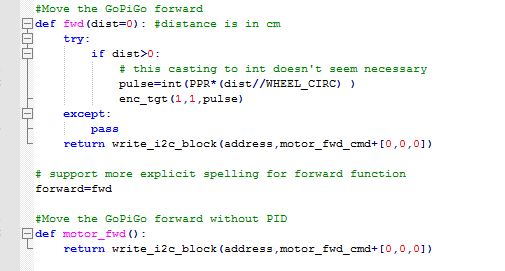 #Move the GoPiGo forward
def fwd(dist=0): #distance is in cm
    try:
        if dist>0:
            # this casting to int doesn't seem necessary
            pulse=int(PPR*(dist//WHEEL_CIRC) )
            enc_tgt(1,1,pulse)
    except:
        pass
    return write_i2c_block(address,motor_fwd_cmd+[0,0,0])

# support more explicit spelling for forward function
forward=fwd

#Move the GoPiGo forward without PID
def motor_fwd():
    return write_i2c_block(address,motor_fwd_cmd+[0,0,0])